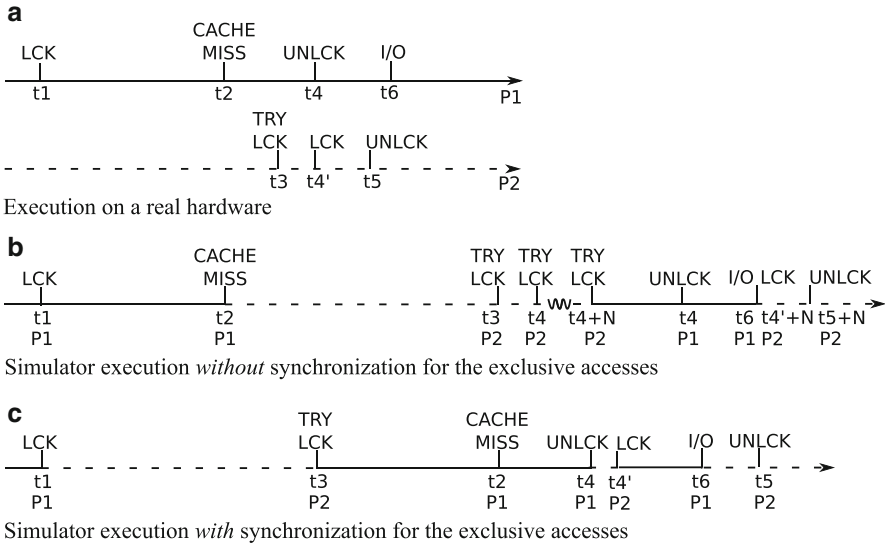 a
CACHE
LCK MISS UNLCK I/O
t1 t2 t4 t6 P1
TRY
LCK LCK UNLCK
t3 t4' t5 P2
Execution on a real hardware
b
CACHE TRY TRY TRY
LCK MISS LCK LCK LCK UNLCK I/O LCK UNLCK
t1 t2 t3 t4 t4+N t4 t6 t4'+N t5+N
P1 P1 P2 P2 P2 P1 P1 P2 P2
Simulator execution without synchronization for the exclusive accesses
c
TRY CACHE
LCK LCK MISS UNLCK LCK I/O UNLCK
t1 t3 t2 t4 t4' t6 t5
P1 P2 P1 P1 P2 P1 P2
Simulator execution with synchronization for the exclusive accesses